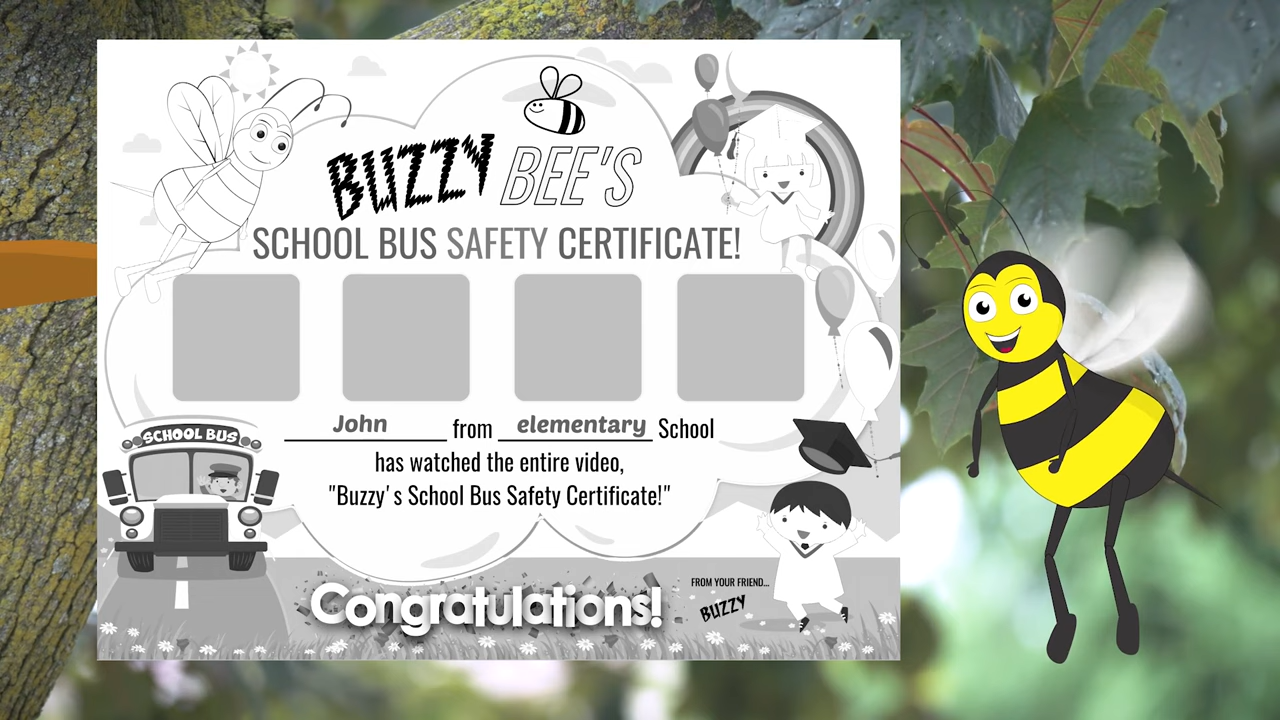 BUZZY BEE'S
SCHOOL BUS SAFETY CERTIFICATE!
John from elementary School
has watched the entire video,
"Buzzy's School Bus Safety Certificate!"
SCHOOL BUS
Congratulations!
FROM YOUR FRIEND...
BUZZY